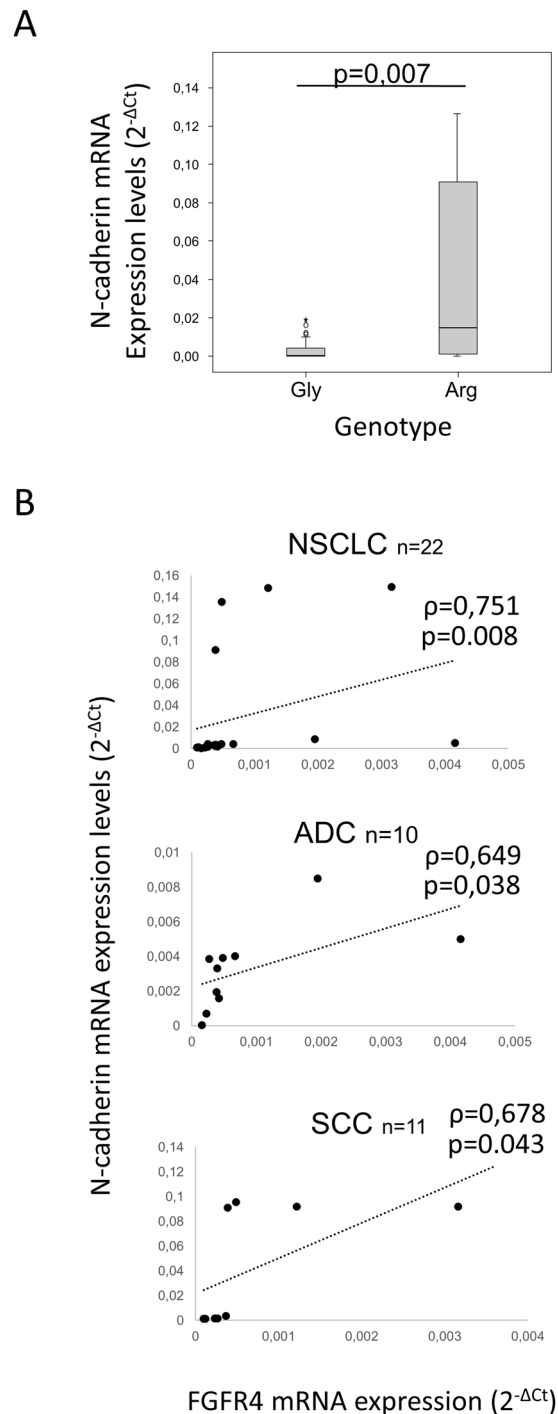 A
p=0,007
N-cadherin mRNA
Expression levels (2-ΔCt)
0,14
0,12
0,10
0,08
0,06
0,04
0,02
0,00
Gly
Arg
Genotype
B
N-cadherin mRNA expression levels (2-ΔCt)
NSCLC n=22
ρ=0,751
p=0.008
0,16
0,14
0,12
0,1
0,08
0,06
0,04
0,02
0
0 0,001 0,002 0,003 0,004 0,005
ADC n=10
ρ=0,649
p=0,038
0,01
0,008
0,006
0,004
0,002
0
0 0,001 0,002 0,003 0,004 0,005
SCC n=11
ρ=0,678
p=0.043
0,14
0,12
0,1
0,08
0,06
0,04
0,02
0
0 0,001 0,002 0,003 0,004
FGFR4 mRNA expression (2-ΔCt)